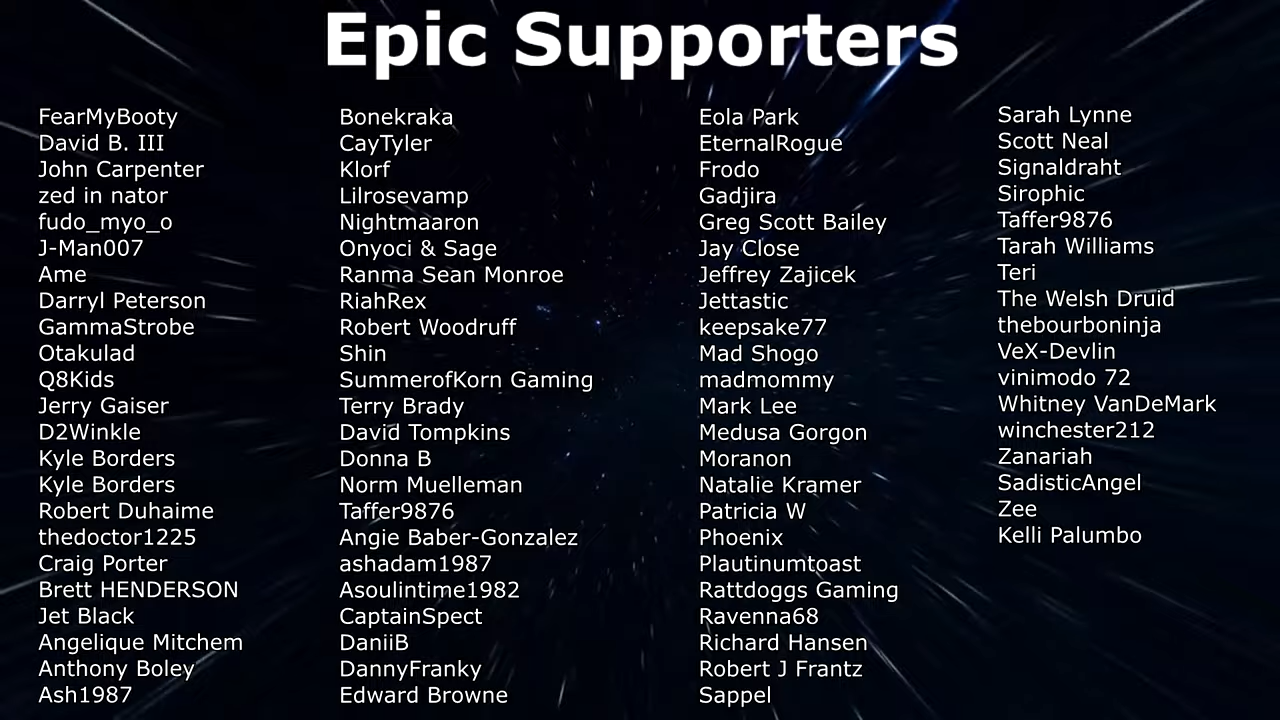 Epic Supporters
FearMyBooty
David B. III
John Carpenter
zed in nator
fudo_myo_o
J-Man007
Ame
Darryl Peterson
GammaStrobe
Otakulad
Q8Kids
Jerry Gaiser
D2Winkle
Kyle Borders
Kyle Borders
Robert Duhaime
thedoctor1225
Craig Porter
Brett HENDERSON
Jet Black
Angelique Mitchem
Anthony Boley
Ash1987
Bonekraka
CayTyler
Klorf
Lilrosevamp
Nightmaaron
Onyoci & Sage
Ranma Sean Monroe
RiahRex
Robert Woodruff
Shin
SummerofKorn Gaming
Terry Brady
David Tompkins
Donna B
Norm Muelleman
Taffer9876
Angie Baber-Gonzalez
ashadam1987
Asoulintime1982
CaptainSpect
DaniiB
DannyFranky
Edward Browne
Eola Park
EternalRogue
Frodo
Gadjira
Greg Scott Bailey
Jay Close
Jeffrey Zajicek
Jettastic
keepsake77
Mad Shogo
madmommy
Mark Lee
Medusa Gorgon
Moranon
Natalie Kramer
Patricia W
Phoenix
Plautinumtoast
Rattdoggs Gaming
Ravenna68
Richard Hansen
Robert J Frantz
Sappel
Sarah Lynne
Scott Neal
Signaldraht
Sirophic
Taffer9876
Tarah Williams
Teri
The Welsh Druid
thebourboninja
VeX-Devlin
vinimodo 72
Whitney VanDeMark
winchester212
Zanariah
SadisticAngel
Zee
Kelli Palumbo